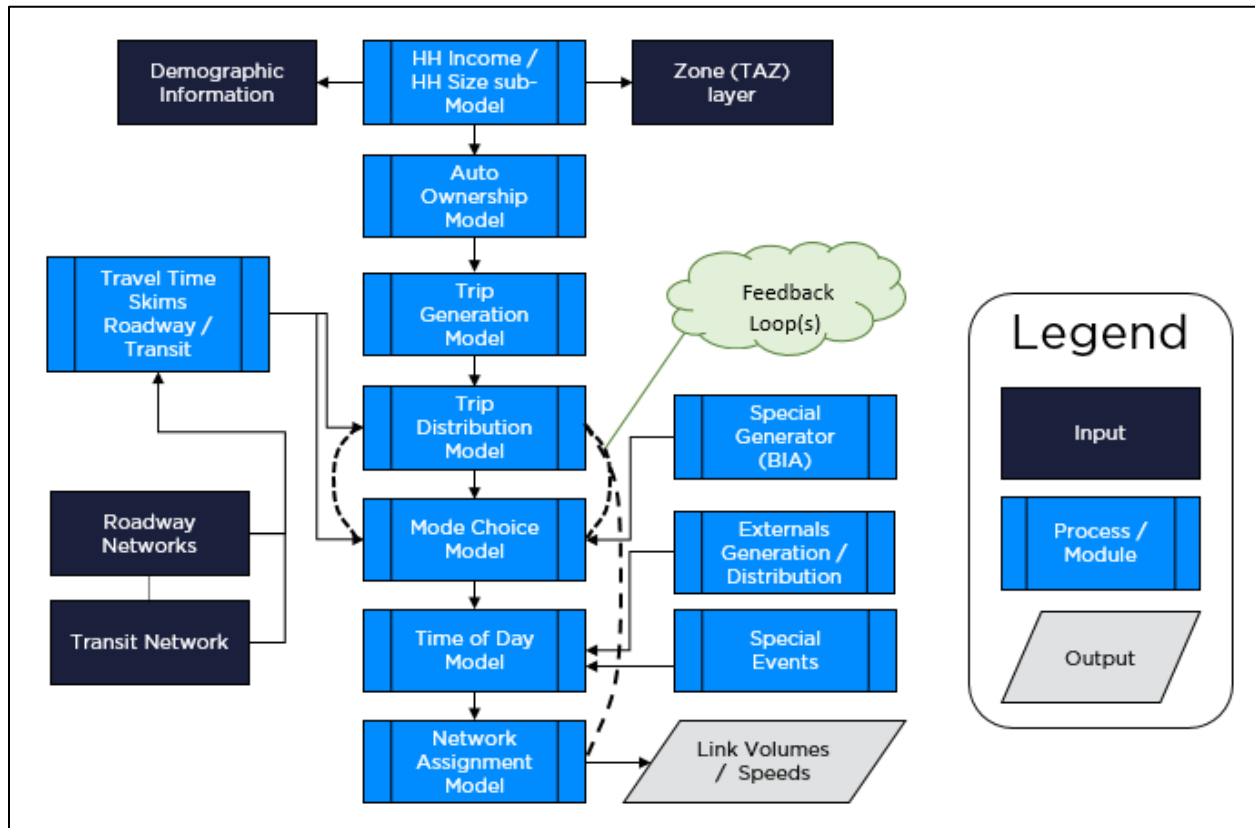 Demographic
Information
HH Income /
HH Size sub-
Model
Zone (TAZ)
layer
Auto
Ownership
Model
Travel Time
Skims
Roadway /
Transit
Trip
Generation
Model
Feedback
Loop(s)
Trip
Distribution
Model
Special
Generator
(BIA)
Roadway
Networks
Mode Choice
Model
Externals
Generation /
Distribution
Transit Network
Time of Day
Model
Special
Events
Network
Assignment
Model
Link Volumes
/ Speeds
Legend
Input
Process /
Module
Output